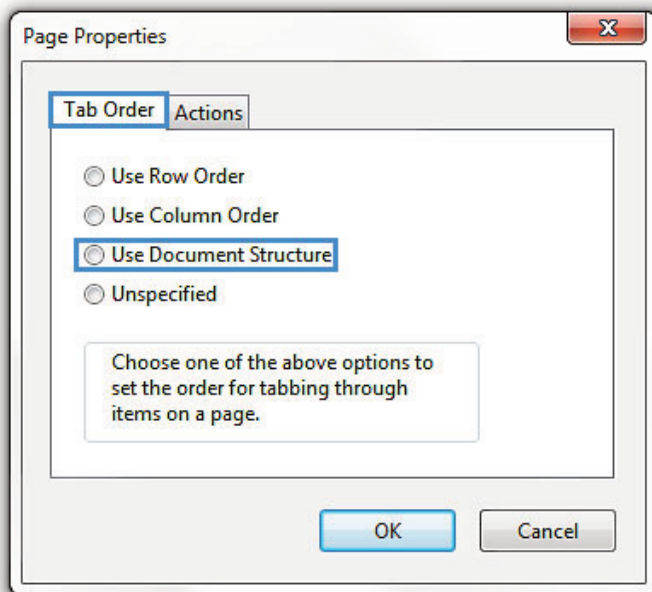 Page Properties
Tab Order
Actions
Use Row Order
Use Column Order
Use Document Structure
Unspecified
Choose one of the above options to
set the order for tabbing through
items on a page.
OK
Cancel